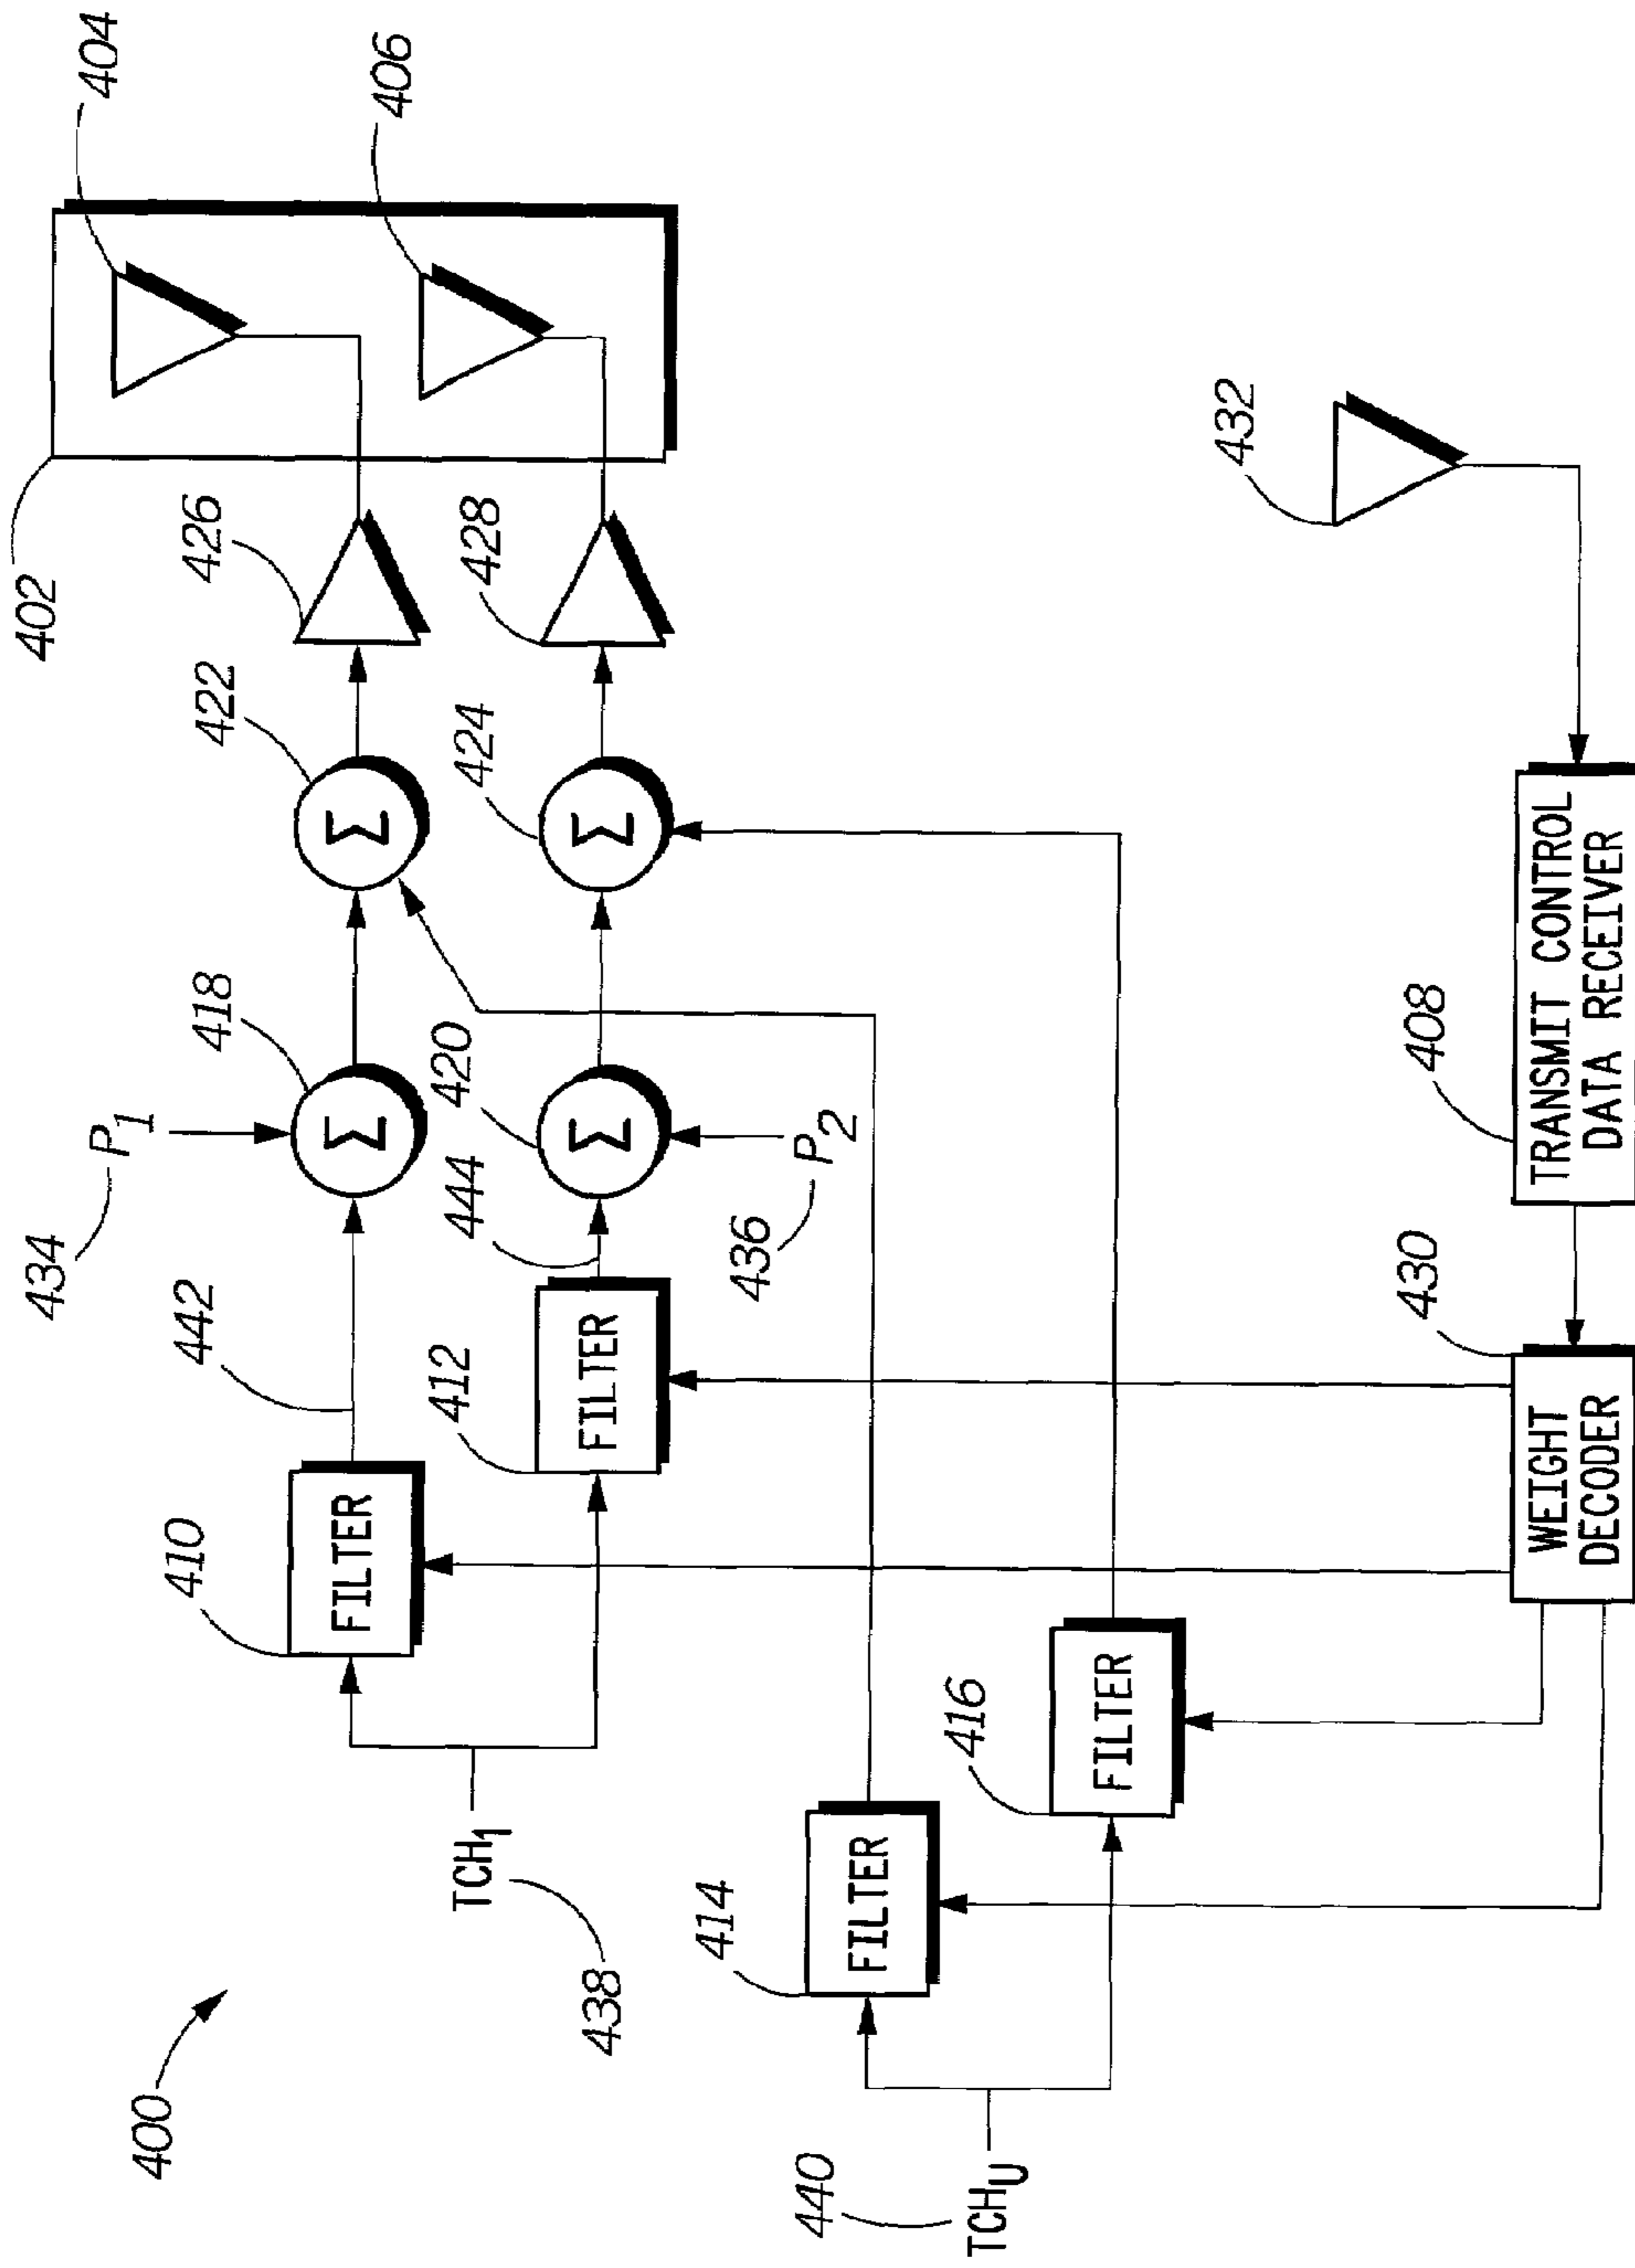 400
402
404
406
426
428
422
424
418
420
434
P1
442
444
436
P2
410
FILTER
412
FILTER
TCH1
438
414
FILTER
416
FILTER
440
TCHU
432
430
WEIGHT
DECODER
408
TRANSMIT CONTROL
DATA RECEIVER
Σ
Σ
Σ
Σ